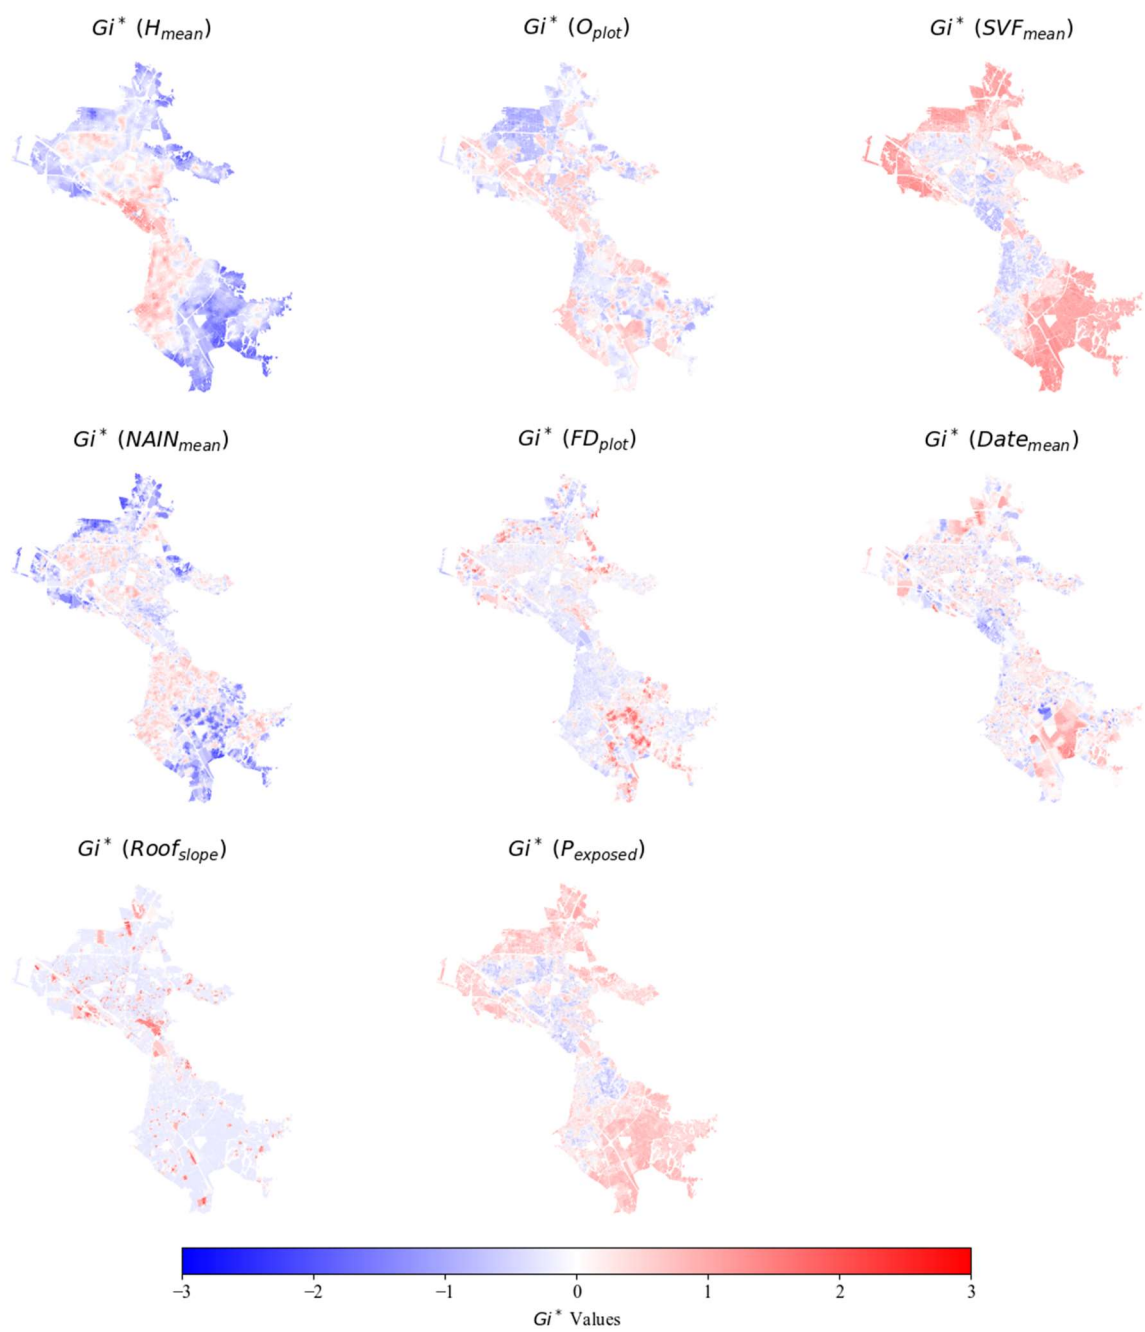 Gi* (H_mean) Gi* (O_plot) Gi* (SVF_mean)
Gi* (NAIN_mean) Gi* (FD_plot) Gi* (Date_mean)
Gi* (Roof_slope) Gi* (P_exposed)
−3 −2 −1 0 1 2 3
Gi* Values